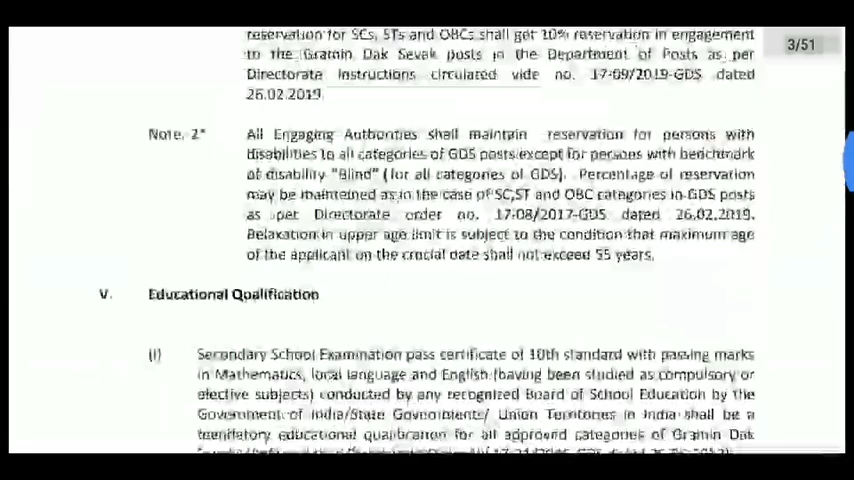 reservation for SCs, STs and OBCs shall get 10% reservation in engagement
to the Gramin Dak Sevak posts in the Department of Posts as per
Directorate Instructions circulated vide no. 17-09/2019-GDS dated
26.02.2019.
3/51
Note. 2* All Engaging Authorities shall maintain reservation for persons with
disabilities to all categories of GDS posts except for persons with benchmark
of disability "Blind" (for all categories of GDS). Percentage of reservation
may be maintained as in the case of SC,ST and OBC categories in GDS posts
as per Directorate order no. 17-08/2017-GDS dated 26.02.2019.
Relaxation in upper age limit is subject to the condition that maximum age
of the applicant on the crucial date shall not exceed 55 years.
V. Educational Qualification
(i) Secondary School Examination pass certificate of 10th standard with passing marks
in Mathematics, local language and English (having been studied as compulsory or
elective subjects) conducted by any recognized Board of School Education by the
Government of India/State Governments/ Union Territories in India shall be a
mandatory educational qualification for all approved categories of Gramin Dak